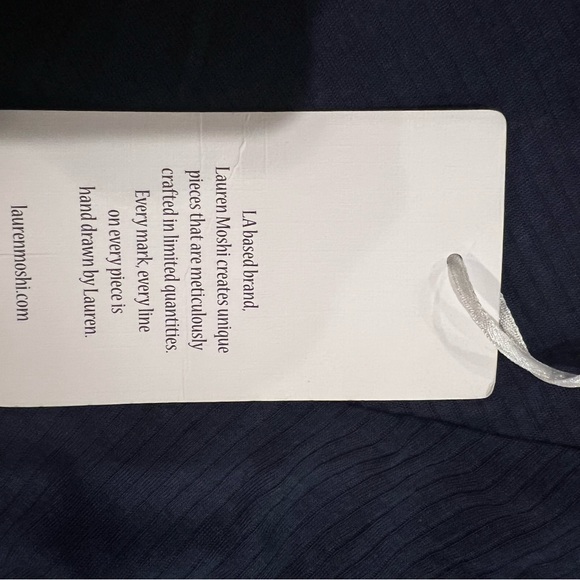 LA based brand,
Lauren Moshi creates unique
pieces that are meticulously
crafted in limited quantities.
Every mark, every line
on every piece is
hand drawn by Lauren.
laurenmoshi.com